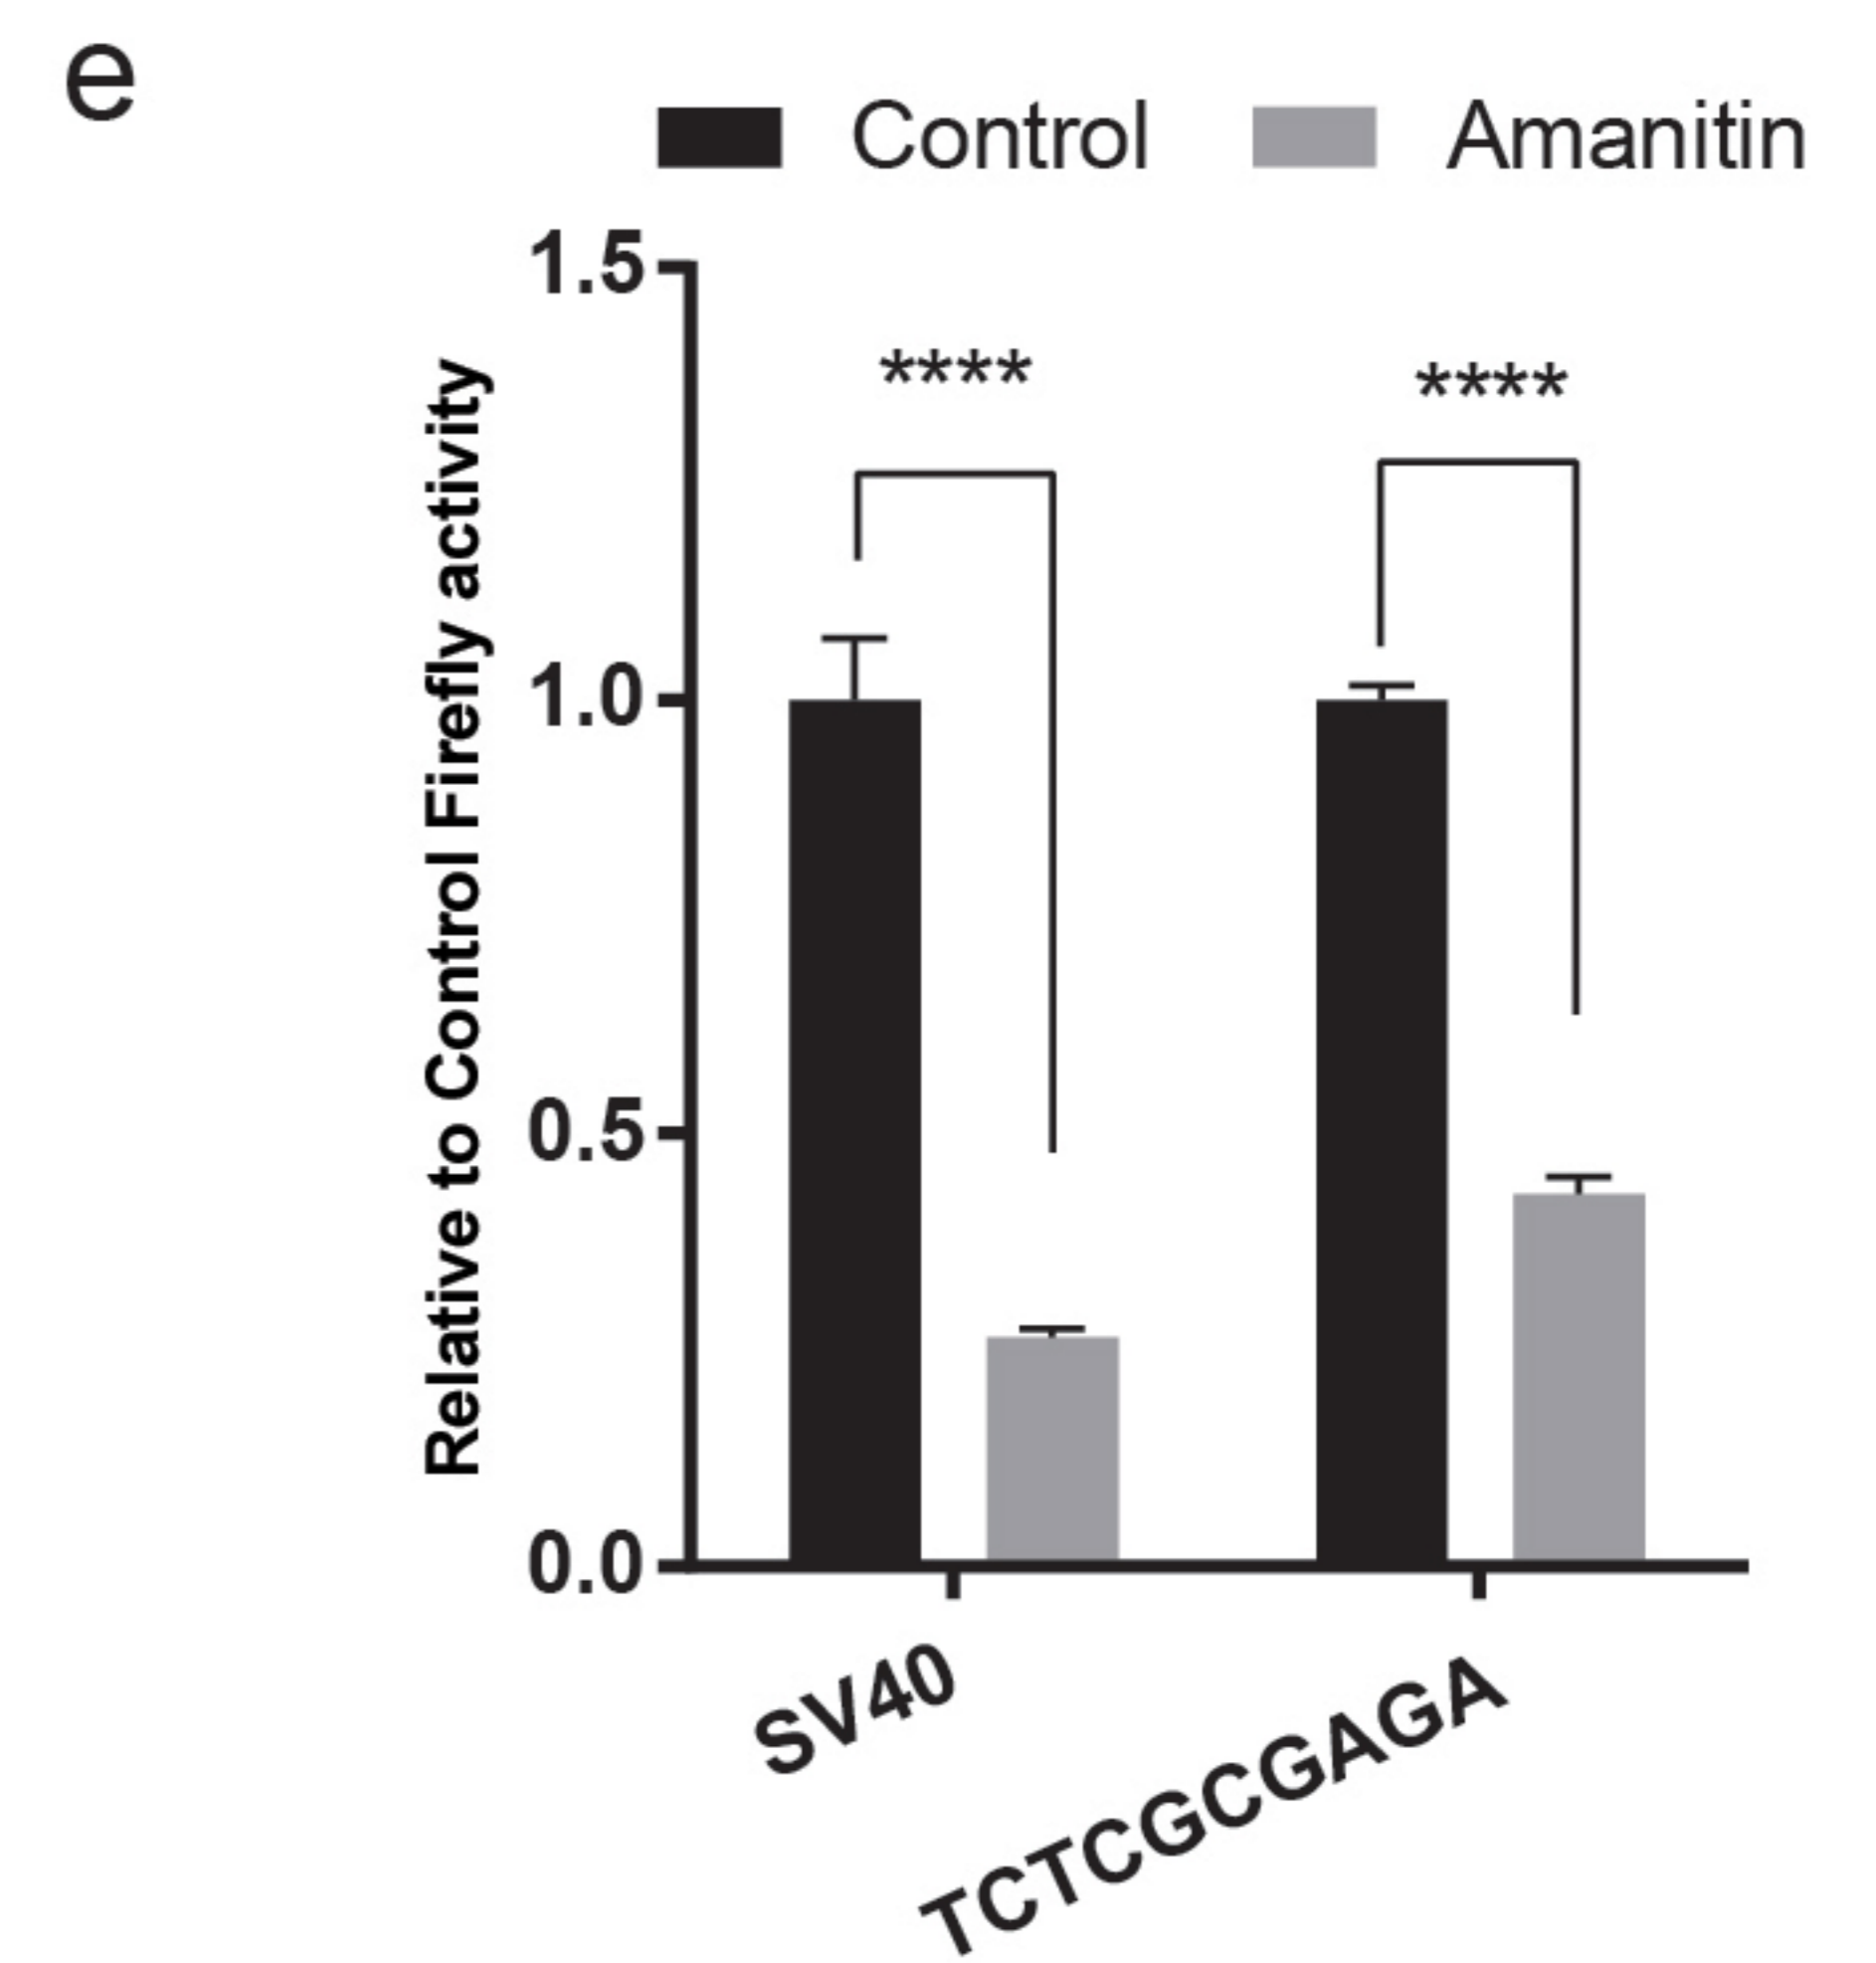 e
Control Amanitin
1.5
****
****
Relative to Control Firefly activity
1.0
0.5
0.0
SV40
TCTCGCGAGA